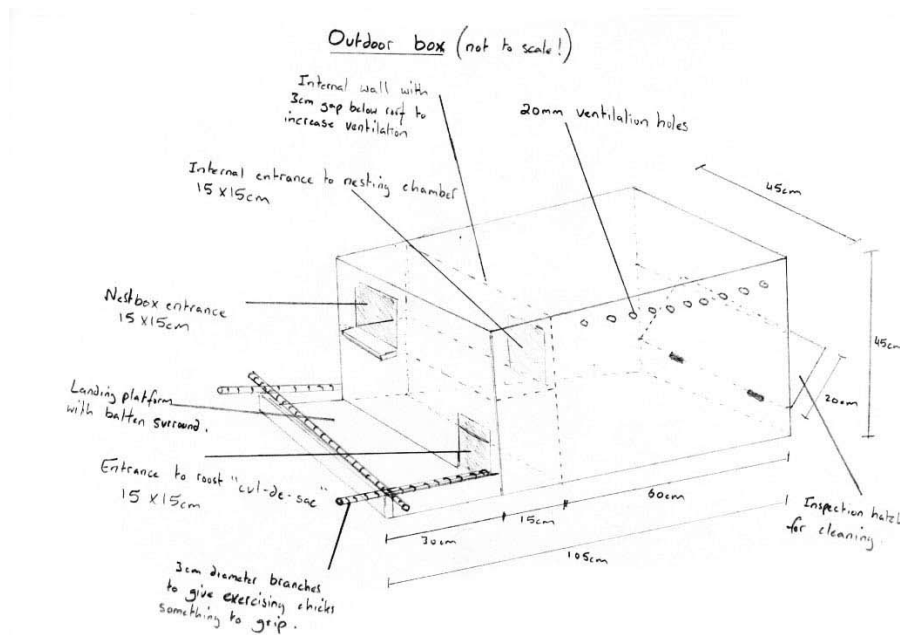 Outdoor box (not to scale!)
Internal wall with
3cm gap below roof to
increase ventilation
20mm ventilation holes
Internal entrance to nesting chamber
15 X15cm
45cm
Nestbox entrance
15 X15cm
45cm
20cm
Landing platform
with batten surround.
Entrance to roost "cul-de-sac"
15 X15cm
60cm
15cm
30cm
105cm
Inspection hatch
for cleaning.
3cm diameter branches
to give exercising chicks
something to grip.